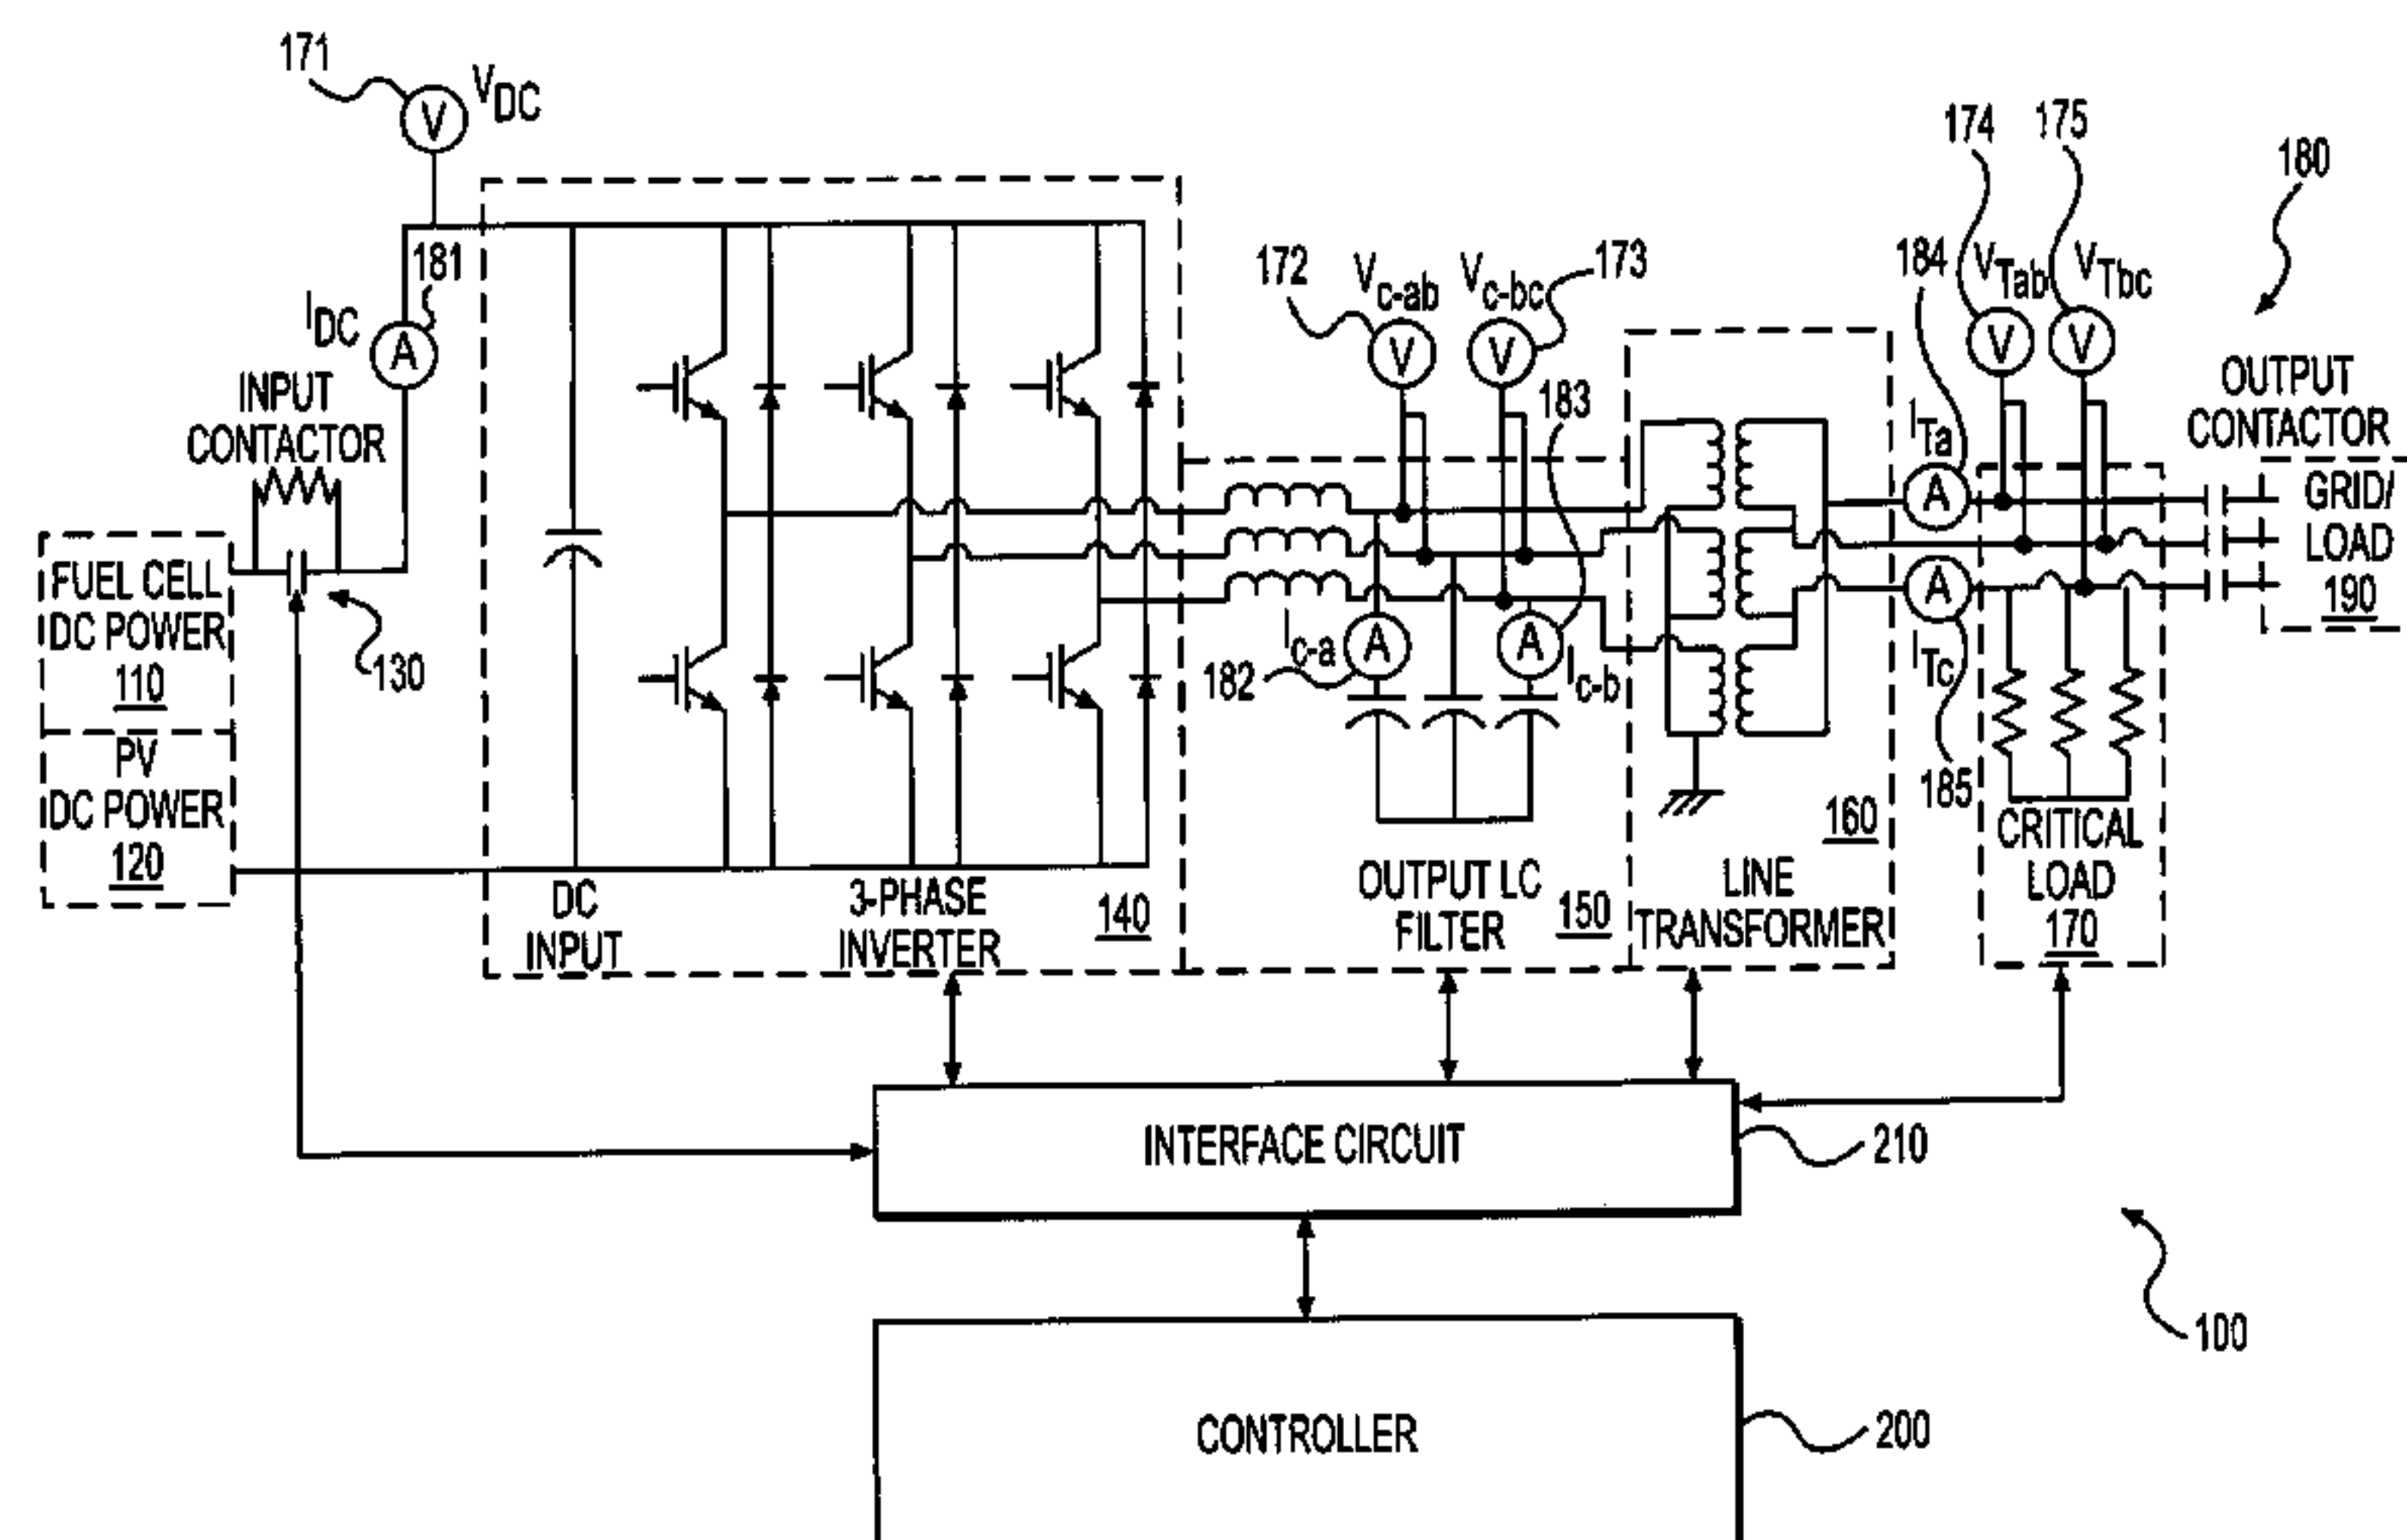 171
V
VDC
181
IDC
A
INPUT
CONTACTOR
FUEL CELL
DC POWER
110
130
PV
DC POWER
120
DC
INPUT
3-PHASE
INVERTER
140
172
Vc-ab
Vc-bc
173
V
V
183
Ic-a
A
A
182
Ic-b
OUTPUT LC
FILTER
150
LINE
TRANSFORMER
160
174
175
180
184
VTab
VTbc
V
V
ITa
A
OUTPUT
CONTACTOR
GRID/
LOAD
190
A
ITc
185
CRITICAL
LOAD
170
INTERFACE CIRCUIT
210
100
CONTROLLER
200